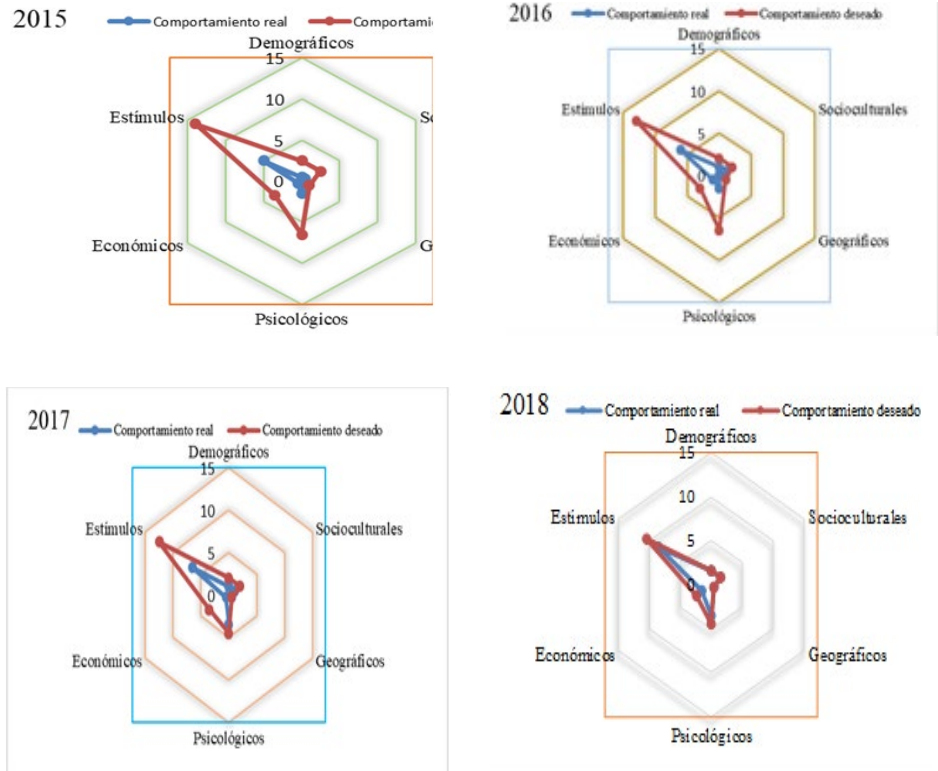 2015
Comportamiento real Comportami
Demográficos
15
10
5
0
Estímulos
So
Económicos
G
Psicológicos
2016
Comportamiento real Comportamiento deseado
Demográficos
15
10
5
0
Estímulos
Socioculturales
Económicos
Geográficos
Psicológicos
2017
Comportamiento real Comportamiento deseado
Demográficos
15
10
5
0
Estímulos
Socioculturales
Económicos
Geográficos
Psicológicos
2018
Comportamiento real Comportamiento deseado
Demográficos
15
10
5
0
Estímulos
Socioculturales
Económicos
Geográficos
Psicológicos